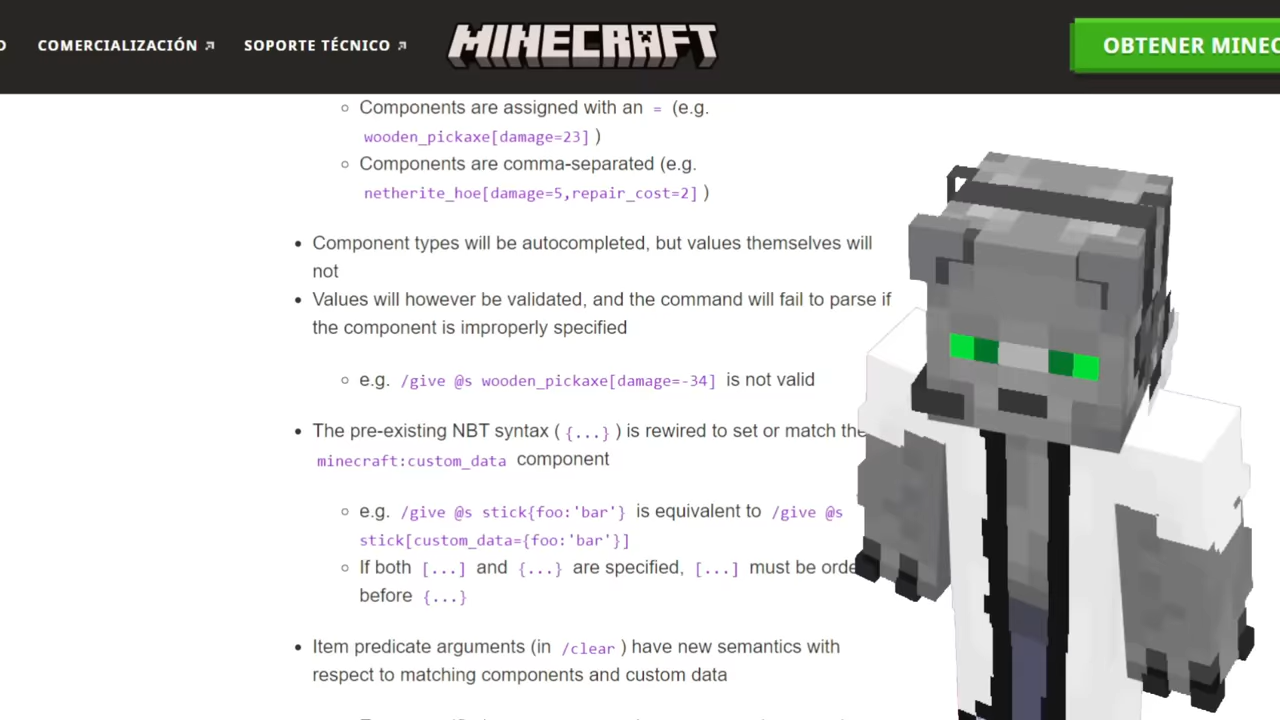 COMERCIALIZACIÓN
SOPORTE TÉCNICO
MINECRAFT
OBTENER
Components are assigned with an = (e.g.
wooden_pickaxe[damage=23] )
Components are comma-separated (e.g.
netherite_hoe[damage=5,repair_cost=2] )
Component types will be autocompleted, but values themselves will
not
Values will however be validated, and the command will fail to parse if
the component is improperly specified
e.g. /give @s wooden_pickaxe[damage=-34] is not valid
The pre-existing NBT syntax ( {...} ) is rewired to set or match the
minecraft:custom_data component
e.g. /give @s stick{foo:'bar'} is equivalent to /give @s
stick[custom_data={foo:'bar'}]
If both [...] and {...} are specified, [...] must be
before {...}
Item predicate arguments (in /clear ) have new semantics with
respect to matching components and custom data